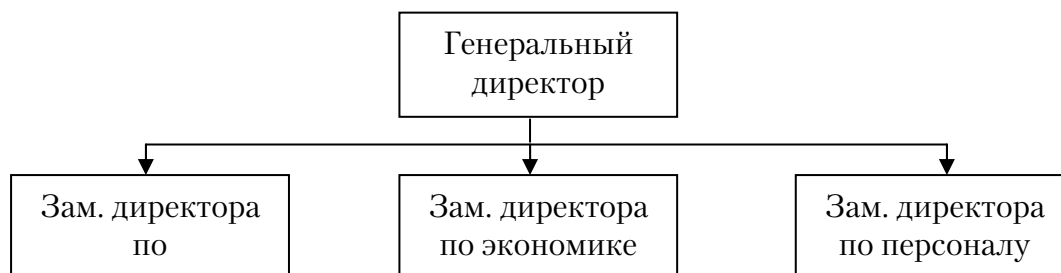 Генеральный
директор
Зам. директора
по
Зам. директора
по экономике
Зам. директора
по персоналу